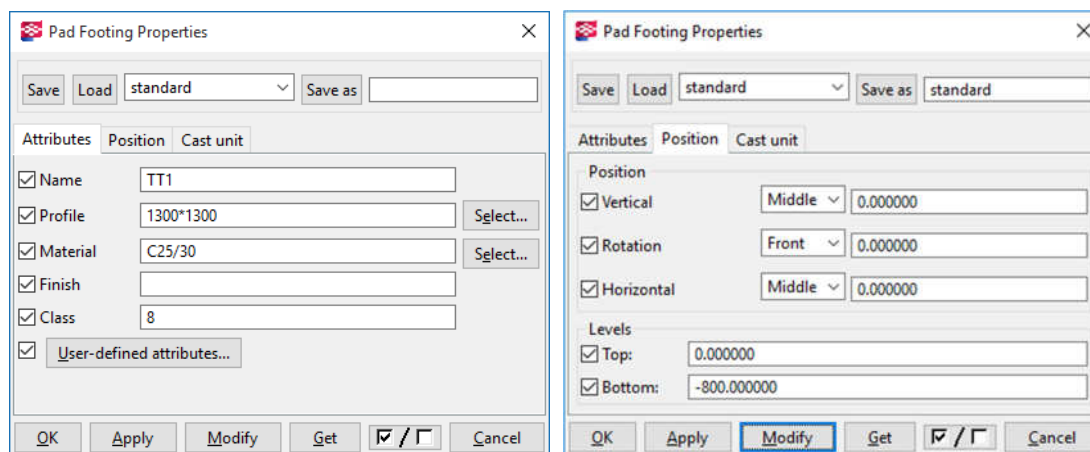 Pad Footing Properties
Save Load standard Save as
Attributes Position Cast unit
Name TT1
Profile 1300*1300 Select...
Material C25/30 Select...
Finish
Class 8
User-defined attributes...
OK Apply Modify Get / Cancel
Pad Footing Properties
Save Load standard Save as standard
Attributes Position Cast unit
Position
Vertical Middle 0.000000
Rotation Front 0.000000
Horizontal Middle 0.000000
Levels
Top: 0.000000
Bottom: -800.000000
OK Apply Modify Get / Cancel